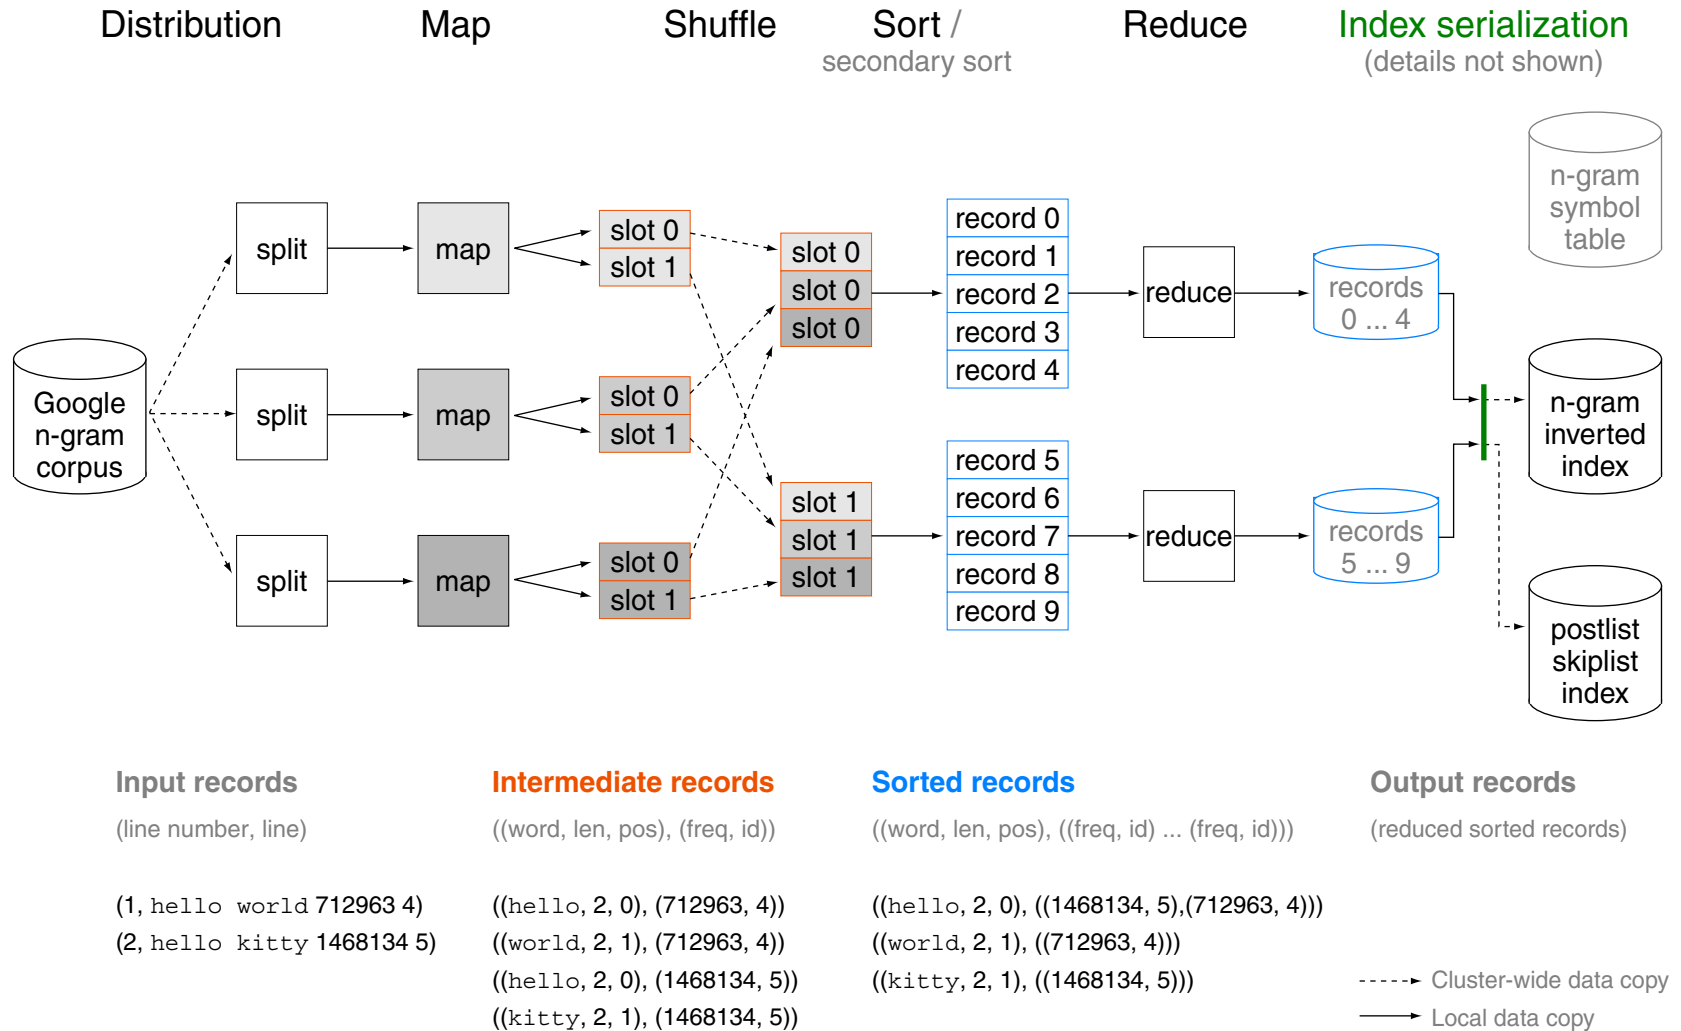 Distribution
Map
Shuffle
Sort /
secondary sort
Reduce
Index serialization
(details not shown)
Google
n-gram
corpus
split
split
split
map
map
map
slot 0
slot 1
slot 0
slot 1
slot 0
slot 1
slot 0
slot 0
slot 0
slot 1
slot 1
slot 1
record 0
record 1
record 2
record 3
record 4
record 5
record 6
record 7
record 8
record 9
reduce
reduce
records
0 ... 4
records
5 ... 9
n-gram
symbol
table
n-gram
inverted
index
postlist
skiplist
index
Input records
(line number, line)
(1, hello world 712963 4)
(2, hello kitty 1468134 5)
Intermediate records
((word, len, pos), (freq, id))
((hello, 2, 0), (712963, 4))
((world, 2, 1), (712963, 4))
((hello, 2, 0), (1468134, 5))
((kitty, 2, 1), (1468134, 5))
Sorted records
((word, len, pos), ((freq, id) ... (freq, id)))
((hello, 2, 0), ((1468134, 5),(712963, 4)))
((world, 2, 1), ((712963, 4)))
((kitty, 2, 1), ((1468134, 5)))
Output records
(reduced sorted records)
Cluster-wide data copy
Local data copy